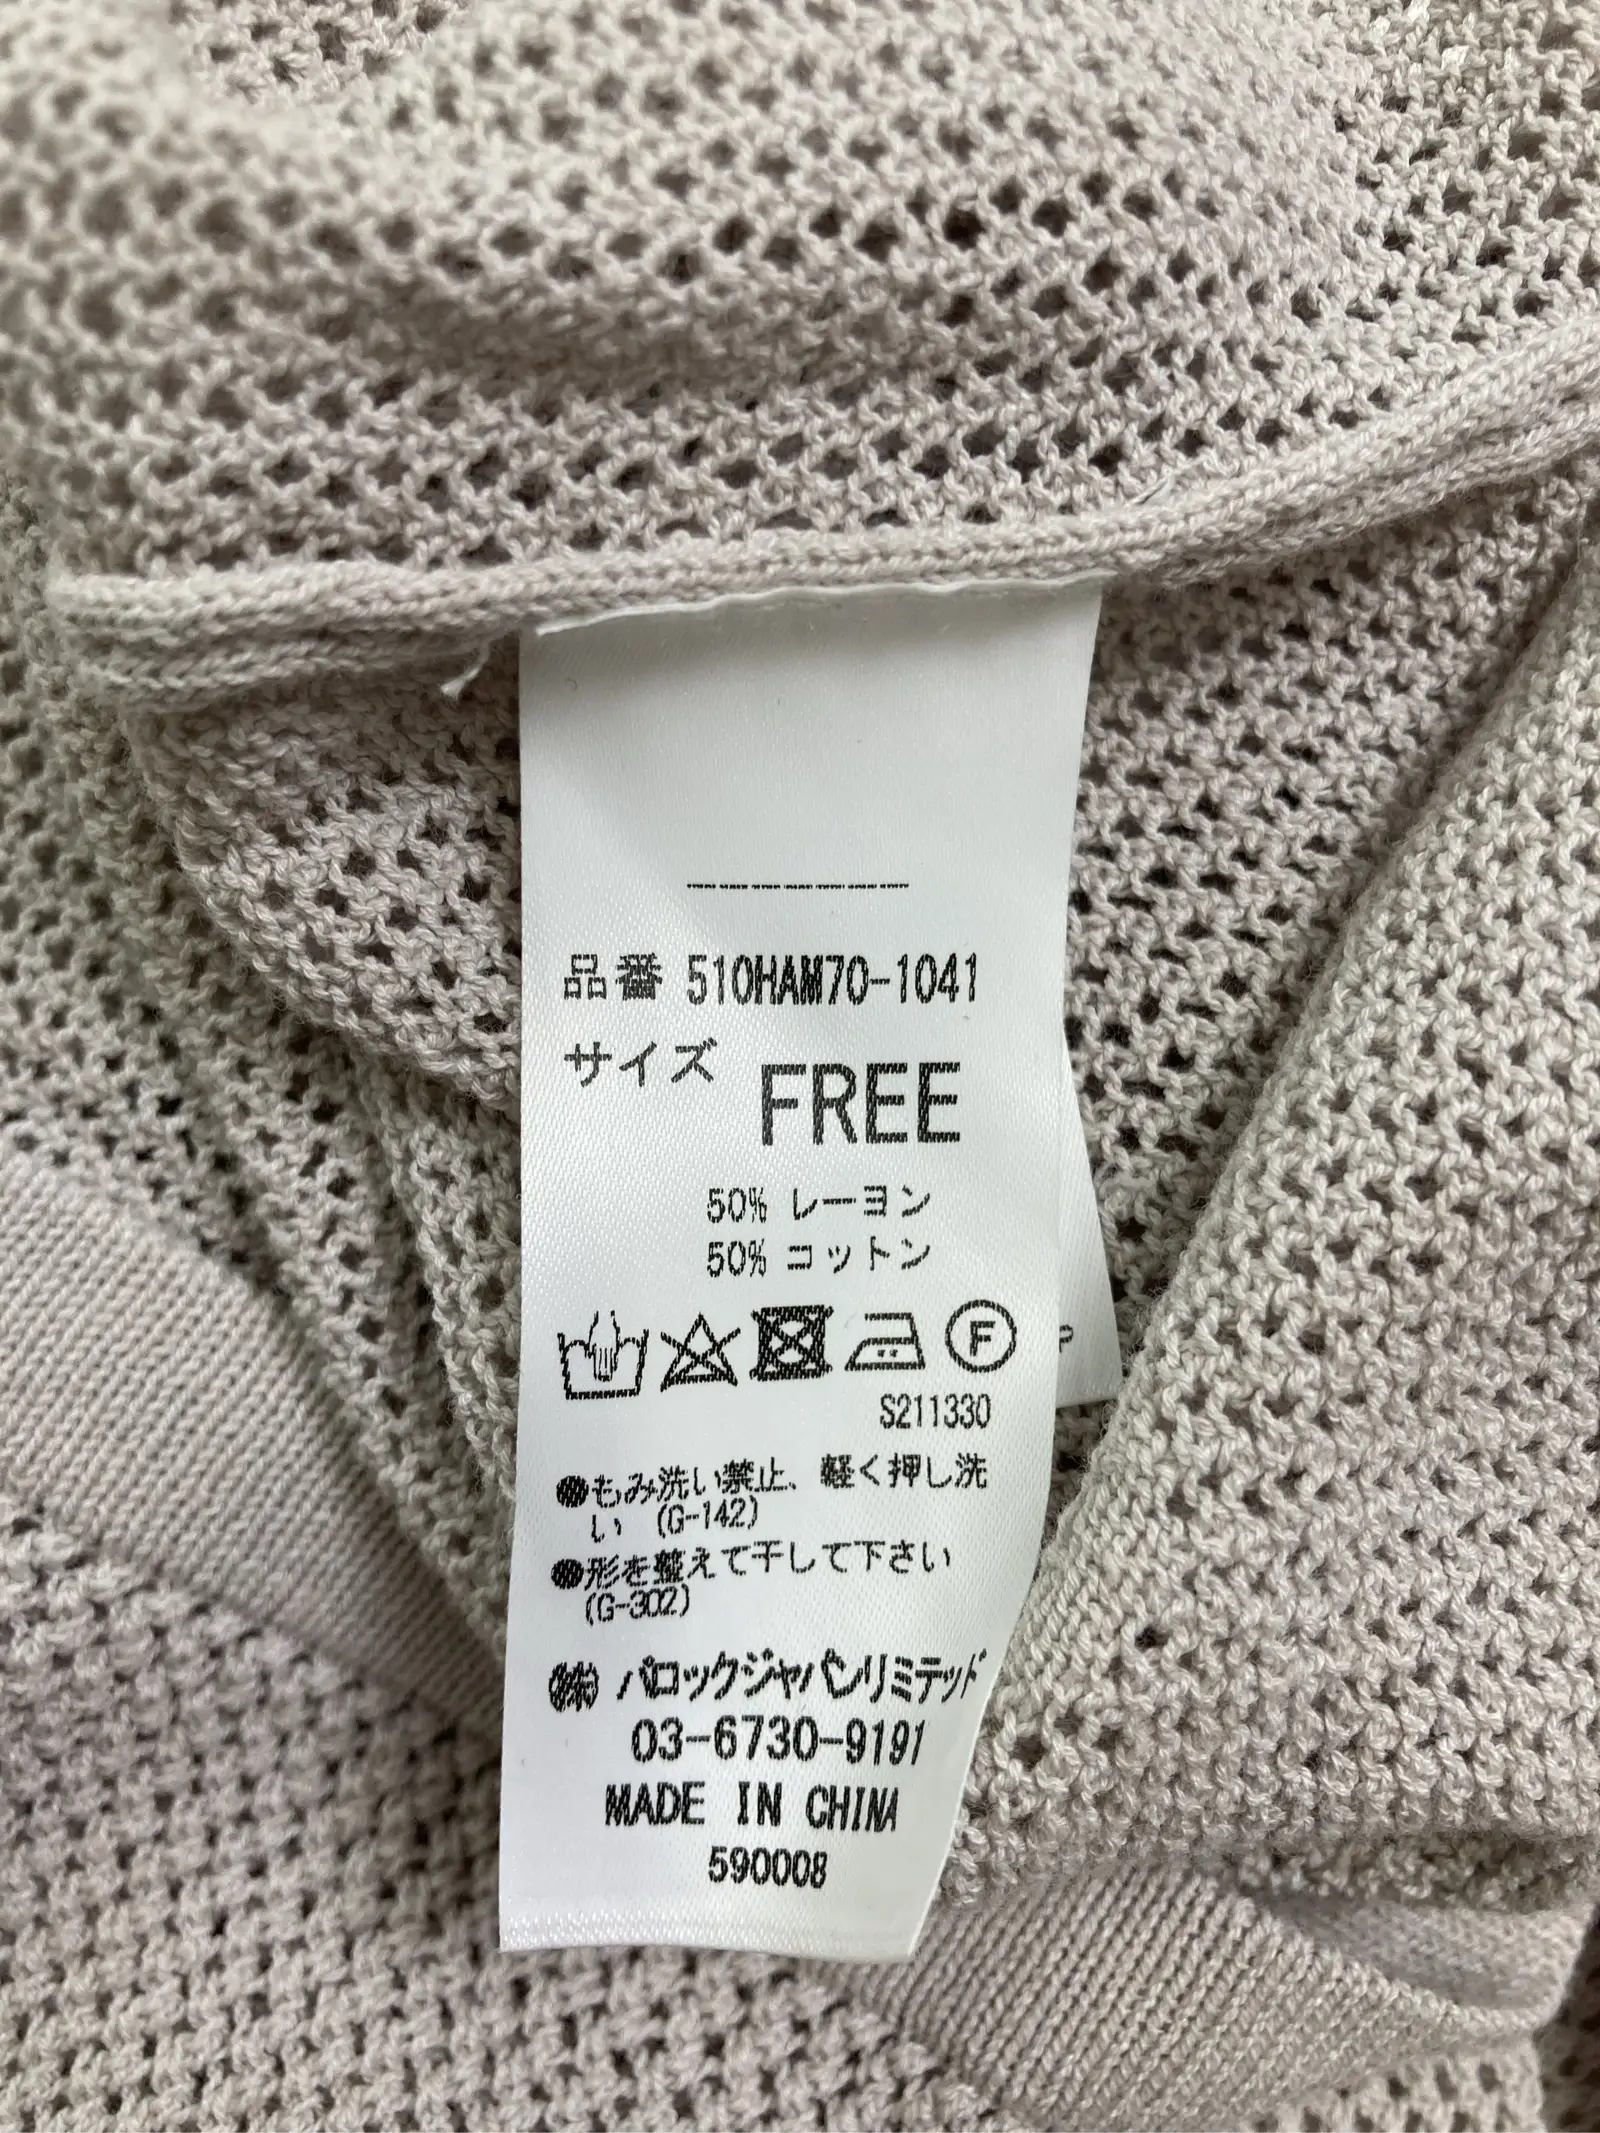 品番 510HAM70-1041
サイズ FREE
50% レーヨン
50% コットン
F
S211330
●もみ洗い禁止、軽く押し洗
い (G-142)
●形を整えて干して下さい
(G-302)
㈱ バロックジャパンリミテッド
03-6730-9191
MADE IN CHINA
590008